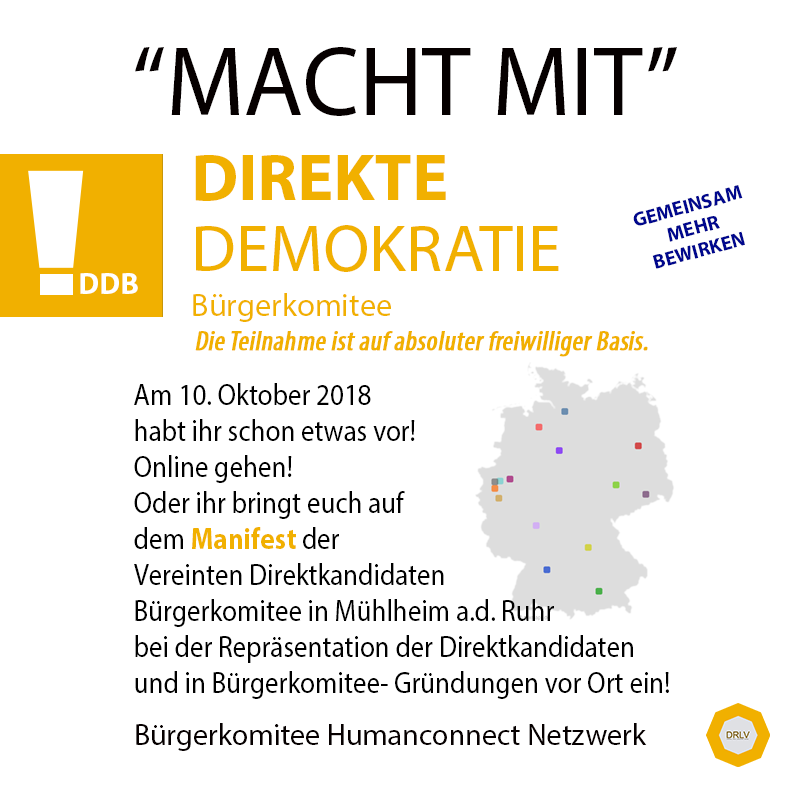 “MACHT MIT”
DIREKTE
DEMOKRATIE
!DDB
GEMEINSAM
MEHR
BEWIRKEN
Bürgerkomitee
Die Teilnahme ist auf absoluter freiwilliger Basis.
Am 10. Oktober 2018
habt ihr schon etwas vor!
Online gehen!
Oder ihr bringt euch auf
dem Manifest der
Vereinten Direktkandidaten
Bürgerkomitee in Mühlheim a.d. Ruhr
bei der Repräsentation der Direktkandidaten
und in Bürgerkomitee- Gründungen vor Ort ein!
Bürgerkomitee Humanconnect Netzwerk
DRLV